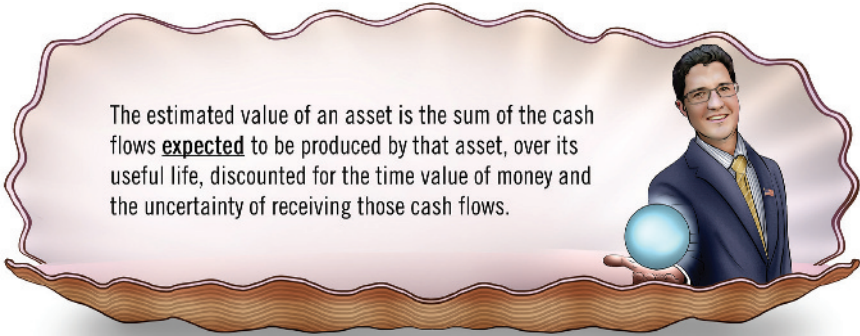 The estimated value of an asset is the sum of the cash
flows expected to be produced by that asset, over its
useful life, discounted for the time value of money and
the uncertainty of receiving those cash flows.